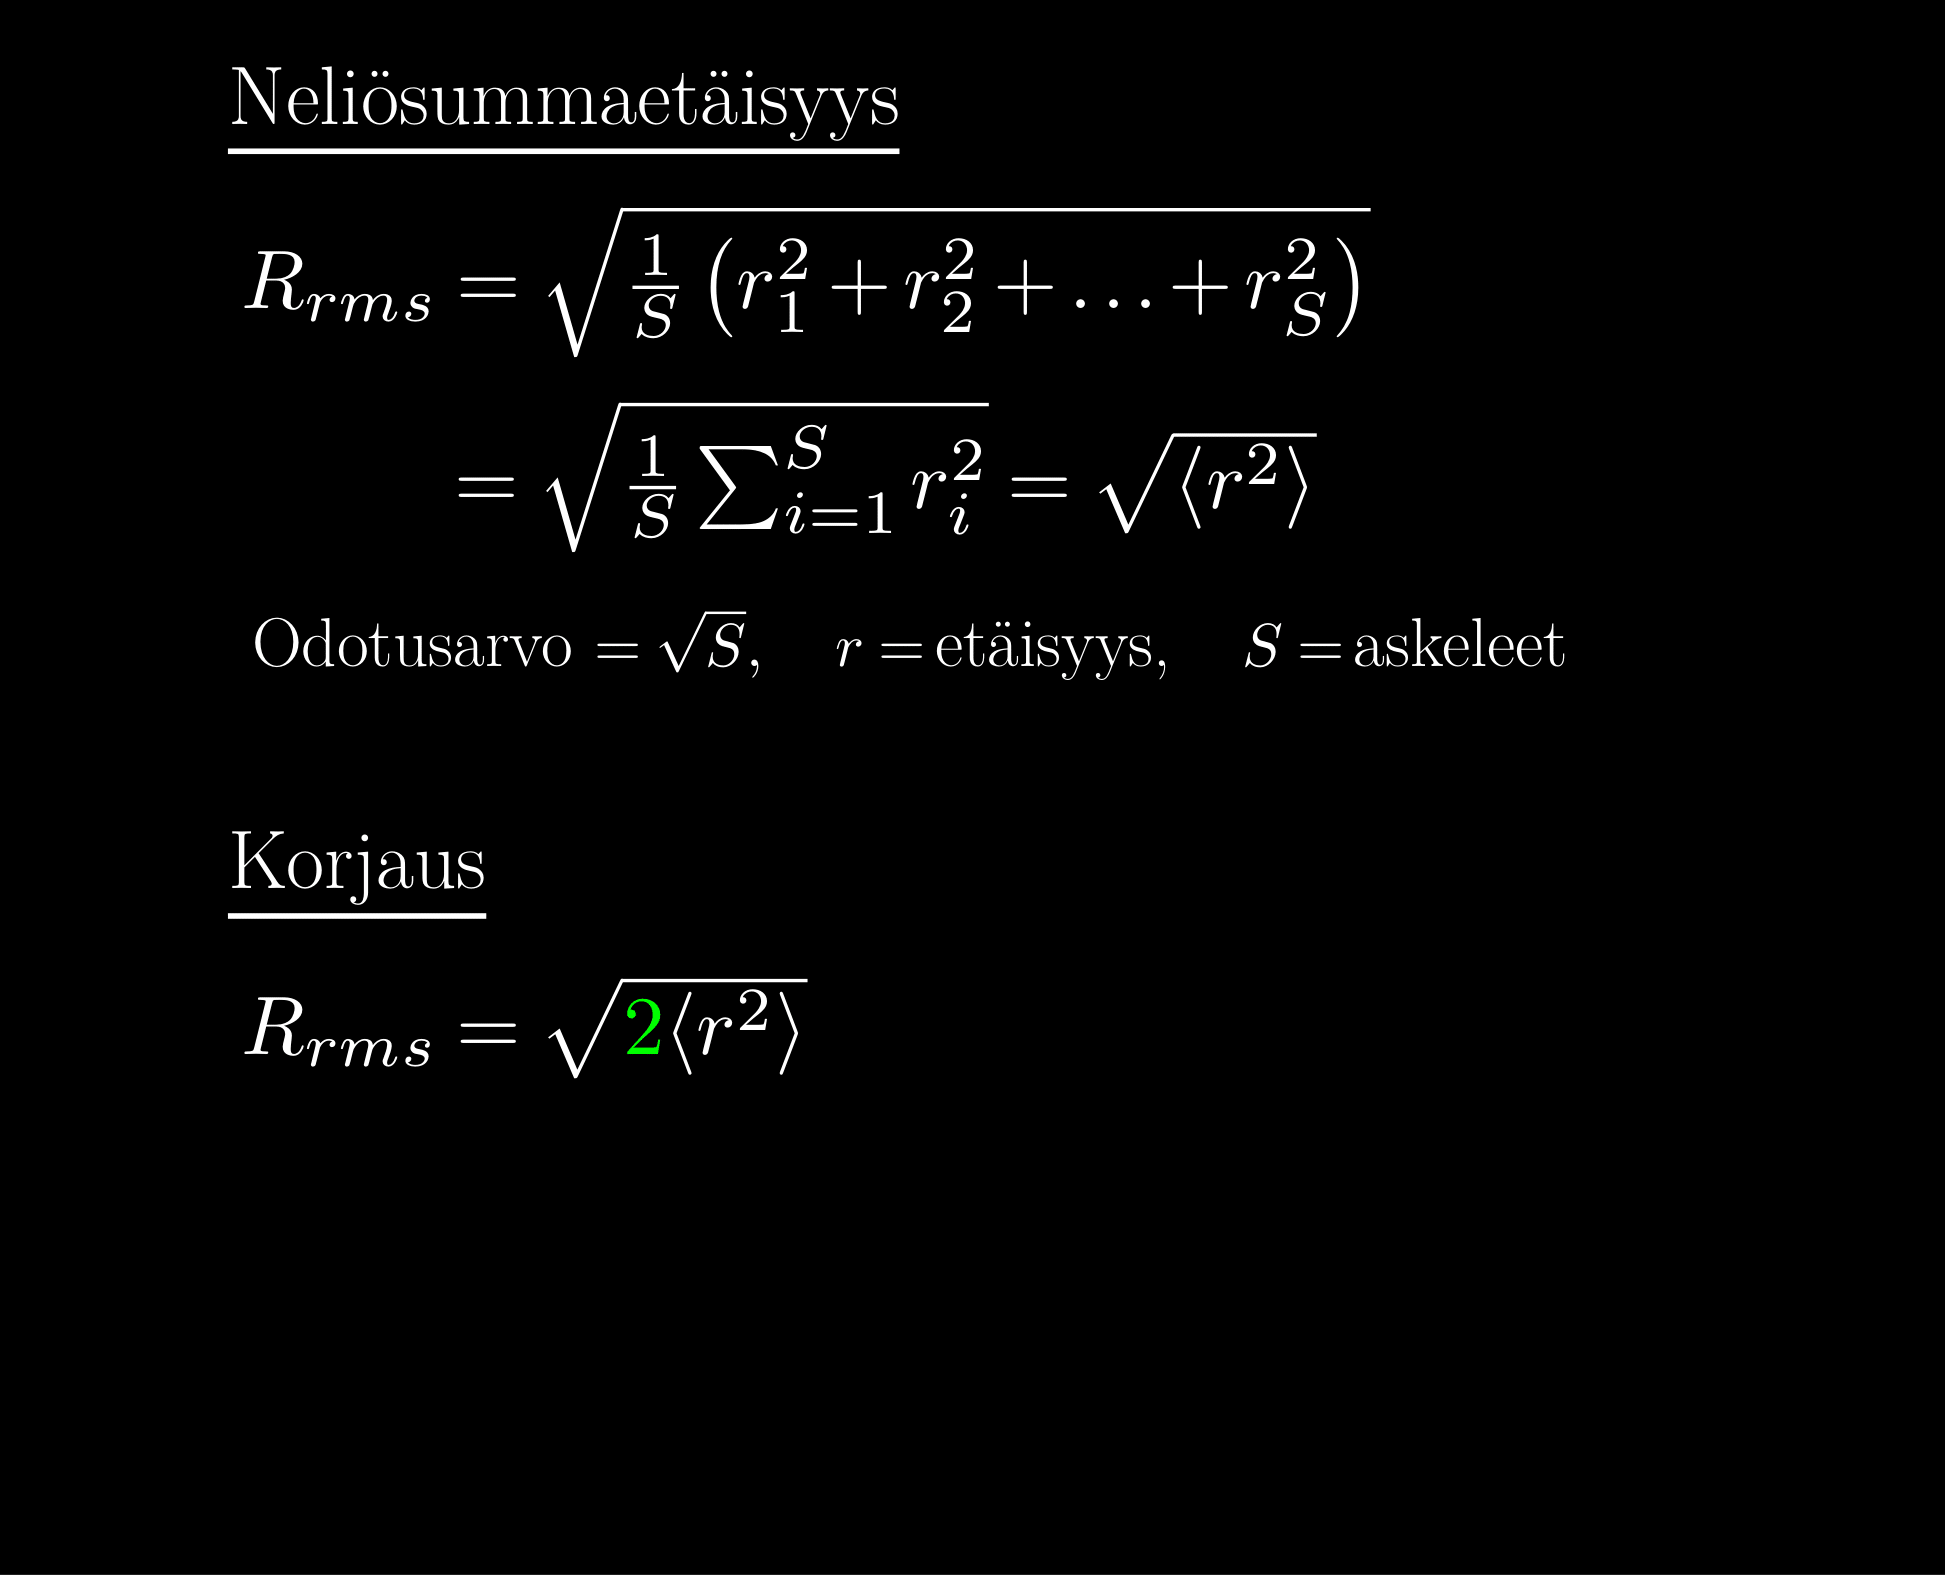 Neliösummaetäisyys
R_{rms} = \sqrt{\frac{1}{S} \left( r_1^2 + r_2^2 + \ldots + r_S^2 \right)}
= \sqrt{\frac{1}{S} \sum_{i=1}^{S} r_i^2} = \sqrt{\langle r^2 \rangle}
Odotusarvo = \sqrt{S}, r = etäisyys, S = askeleet
Korjaus
R_{rms} = \sqrt{2 \langle r^2 \rangle}